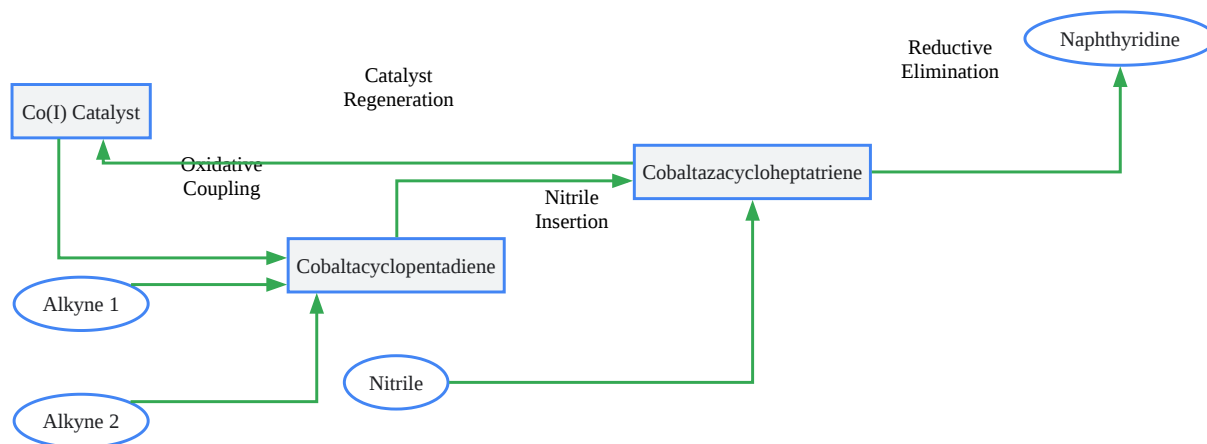 Naphthyridine
Reductive
Elimination
Catalyst
Regeneration
Co(I) Catalyst
Oxidative
Coupling
Cobaltazacycloheptatriene
Nitrile
Insertion
Cobaltacyclopentadiene
Alkyne 1
Nitrile
Alkyne 2